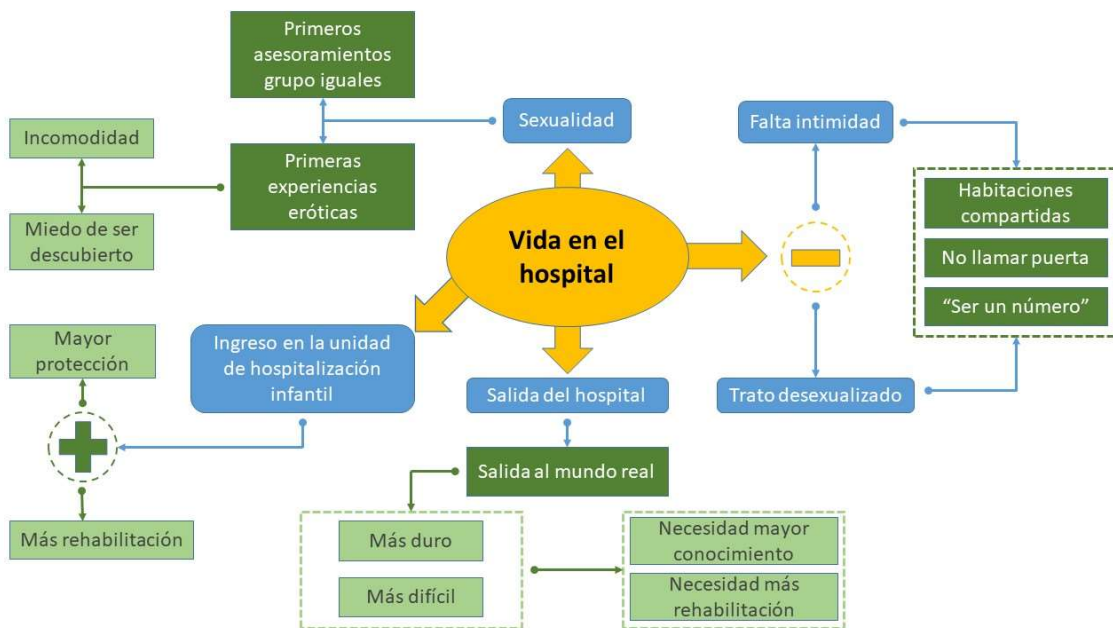 Primeros
asesoramientos
grupo iguales
Sexualidad
Falta intimidad
Incomodidad
Primeras
experiencias
eróticas
Miedo de ser
descubierto
Habitaciones
compartidas
No llamar puerta
“Ser un número”
Vida en el
hospital
Mayor
protección
Ingreso en la unidad
de hospitalización
infantil
Salida del hospital
Trato desexualizado
Salida al mundo real
Más rehabilitación
Más duro
Más difícil
Necesidad mayor
conocimiento
Necesidad más
rehabilitación